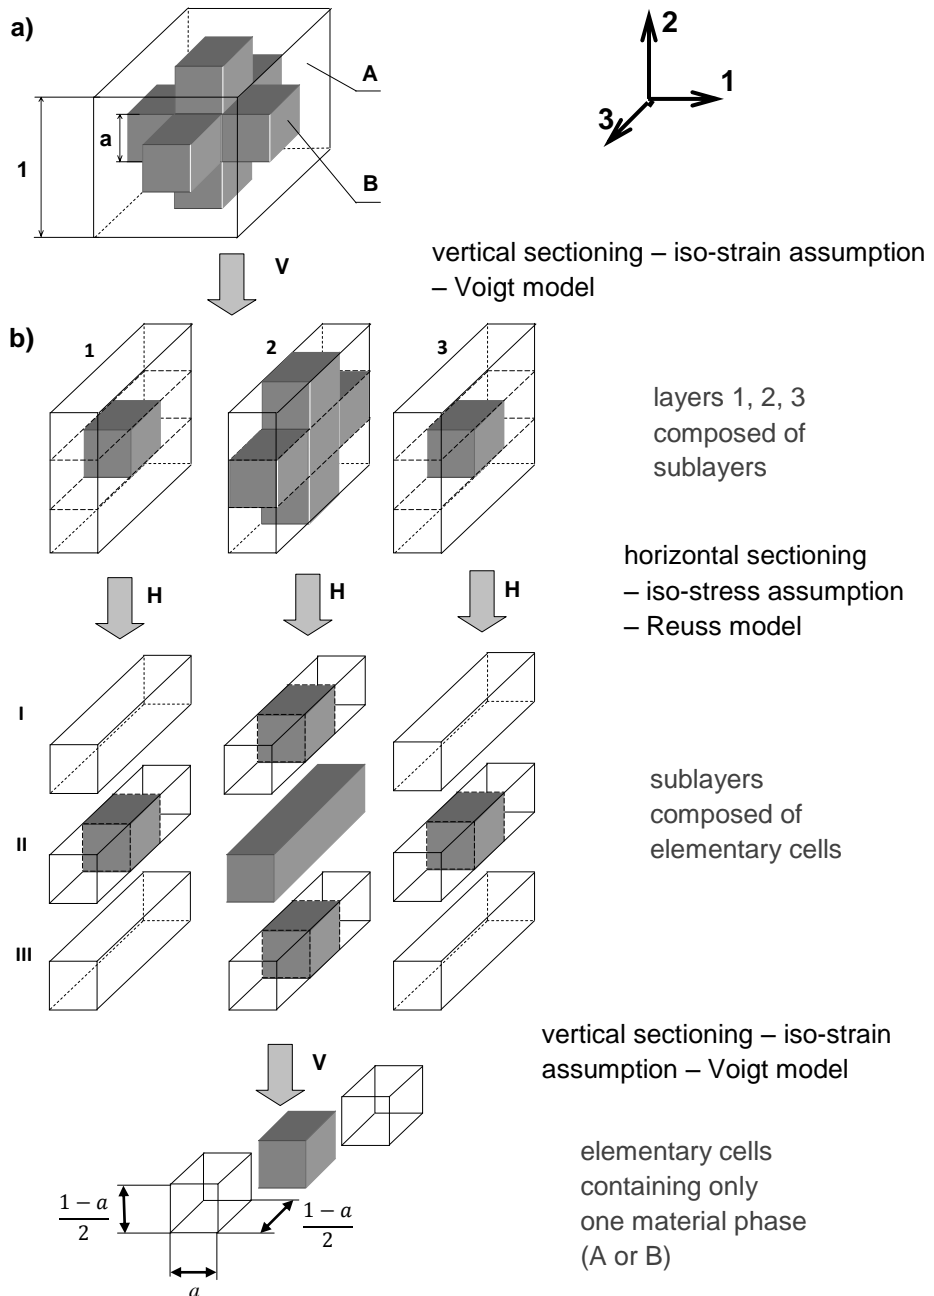 a)
2
1
3
A
a
1
B
V
vertical sectioning – iso-strain assumption
– Voigt model
b)
1
2
3
layers 1, 2, 3
composed of
sublayers
horizontal sectioning
– iso-stress assumption
– Reuss model
H
H
H
I
II
III
sublayers
composed of
elementary cells
V
vertical sectioning – iso-strain
assumption – Voigt model
elementary cells
containing only
one material phase
(A or B)
1 − a
2
1 − a
2
a